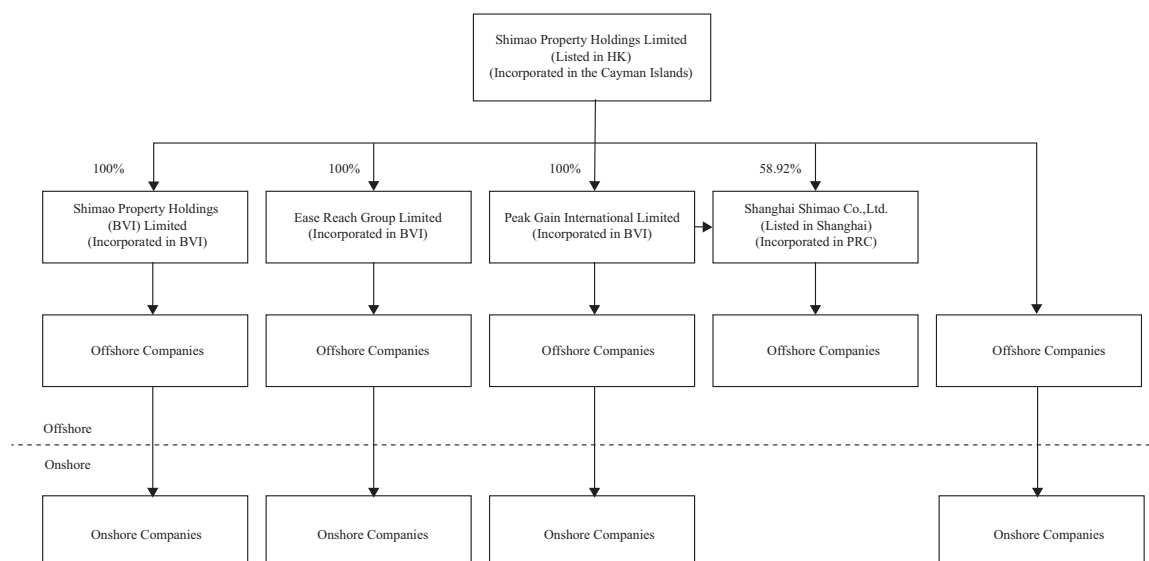 Shimao Property Holdings Limited
(Listed in HK)
(Incorporated in the Cayman Islands)
100%
100%
100%
58.92%
Shimao Property Holdings
(BVI) Limited
(Incorporated in BVI)
Ease Reach Group Limited
(Incorporated in BVI)
Peak Gain International Limited
(Incorporated in BVI)
Shanghai Shimao Co.,Ltd.
(Listed in Shanghai)
(Incorporated in PRC)
Offshore Companies
Offshore Companies
Offshore Companies
Offshore Companies
Offshore Companies
Offshore
Onshore
Onshore Companies
Onshore Companies
Onshore Companies
Onshore Companies